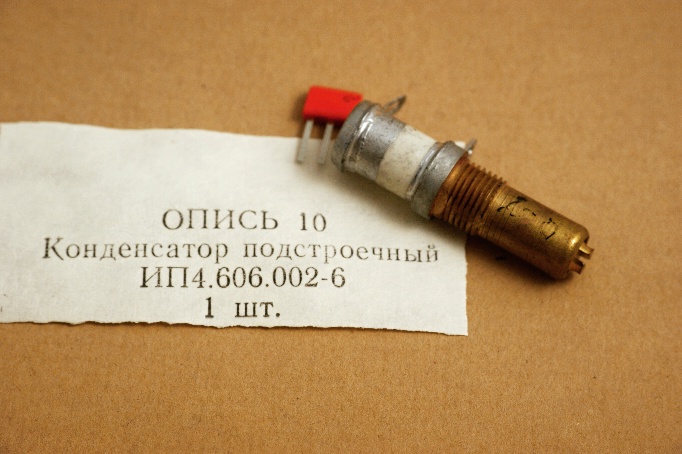 ОПИСЬ 10
Конденсатор подстроечный
ИП4.606.002-6
1 шт.